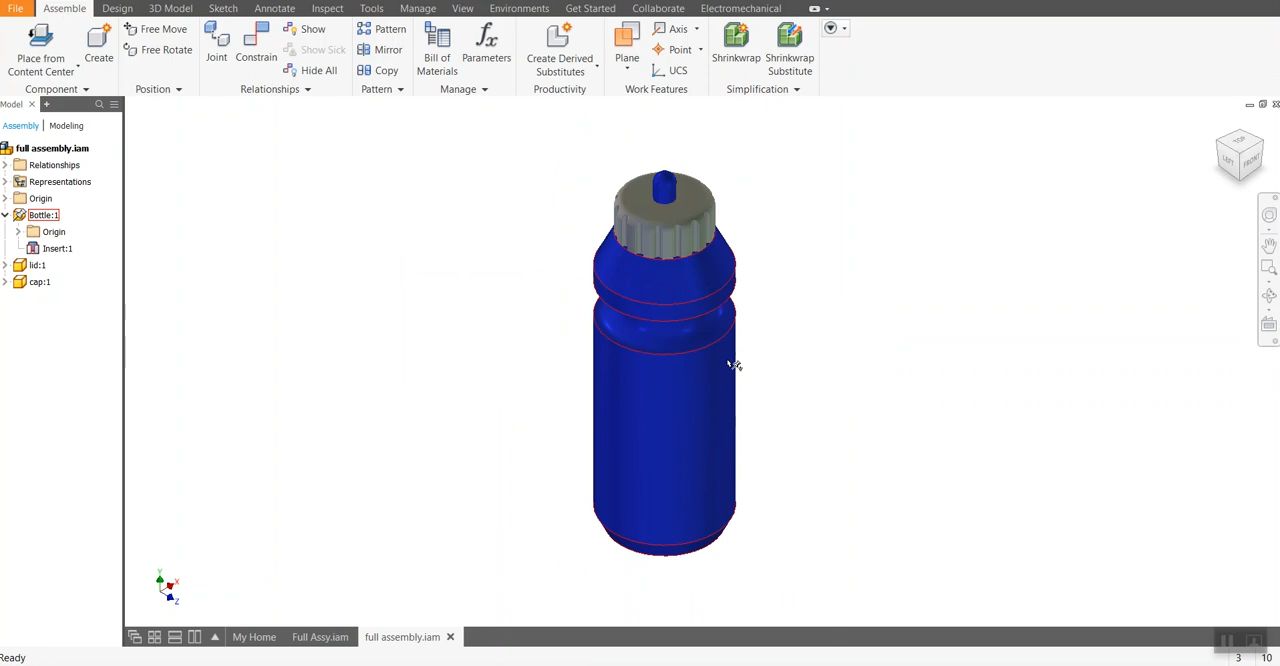 File Assemble Design 3D Model Sketch Annotate Inspect Tools Manage View Environments Get Started Collaborate Electromechanical
Place from
Content Center
Create
Free Move
Free Rotate
Joint
Constrain
Show
Show Sick
Hide All
Pattern
Mirror
Copy
Bill of
Materials
Parameters
Create Derived
Substitutes
Plane
Axis
Point
UCS
Shrinkwrap
Shrinkwrap
Substitute
Component Position Relationships Pattern Manage Productivity Work Features Simplification
Model
Assembly Modeling
full assembly.iam
Relationships
Representations
Origin
Bottle:1
Origin
Insert:1
lid:1
cap:1
TOP
LEFT
FRONT
Y
X
Z
My Home Full Assy.iam full assembly.iam
Ready 3 10